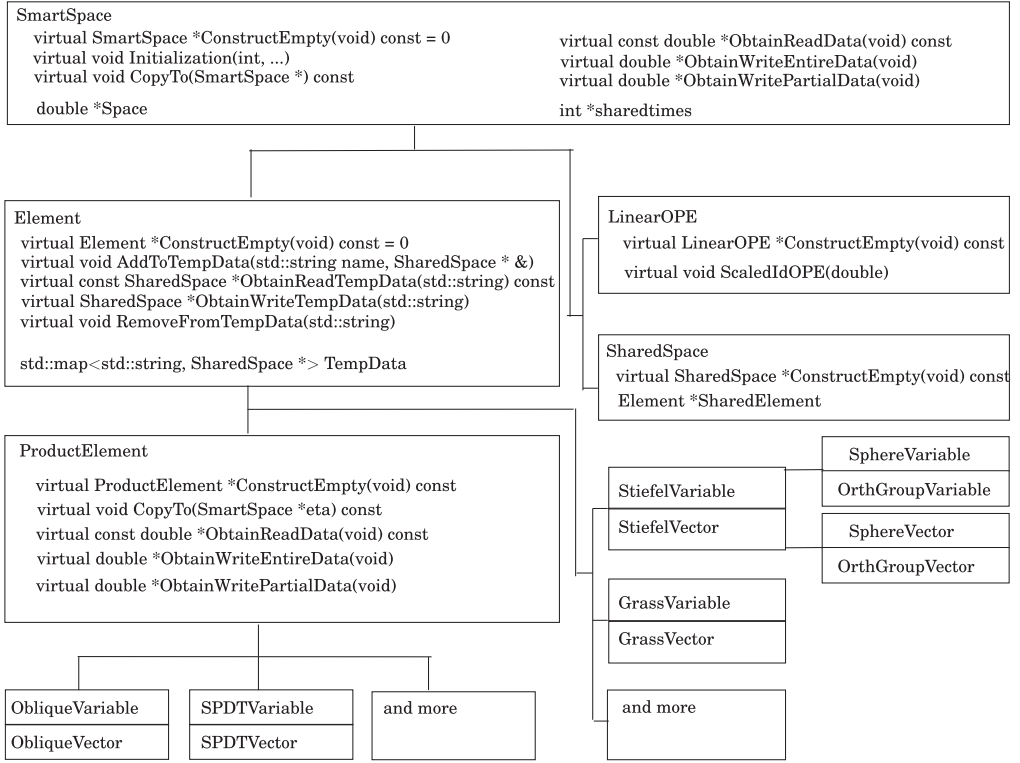 SmartSpace
virtual SmartSpace *ConstructEmpty(void) const = 0
virtual void Initialization(int, ...)
virtual void CopyTo(SmartSpace *) const
double *Space
virtual const double *ObtainReadData(void) const
virtual double *ObtainWriteEntireData(void)
virtual double *ObtainWritePartialData(void)
int *sharedtimes
Element
virtual Element *ConstructEmpty(void) const = 0
virtual void AddToTempData(std::string name, SharedSpace * &)
virtual const SharedSpace *ObtainReadTempData(std::string) const
virtual SharedSpace *ObtainWriteTempData(std::string)
virtual void RemoveFromTempData(std::string)
std::map<std::string, SharedSpace *> TempData
LinearOPE
virtual LinearOPE *ConstructEmpty(void) const
virtual void ScaledIdOPE(double)
SharedSpace
virtual SharedSpace *ConstructEmpty(void) const
Element *SharedElement
ProductElement
virtual ProductElement *ConstructEmpty(void) const
virtual void CopyTo(SmartSpace *eta) const
virtual const double *ObtainReadData(void) const
virtual double *ObtainWriteEntireData(void)
virtual double *ObtainWritePartialData(void)
StiefelVariable
StiefelVector
SphereVariable
OrthGroupVariable
SphereVector
OrthGroupVector
GrassVariable
GrassVector
and more
ObliqueVariable
ObliqueVector
SPDTVariable
SPDTVector
and more